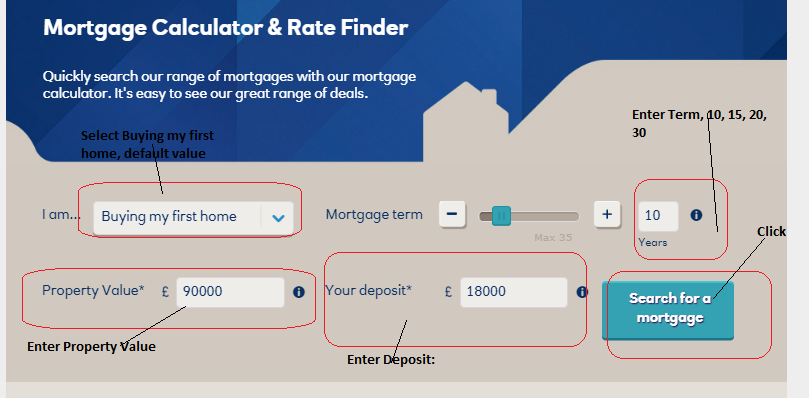 Mortgage Calculator & Rate Finder
Quickly search our range of mortgages with our mortgage
calculator. It's easy to see our great range of deals.
Select Buying my first
home, default value
Enter Term, 10, 15, 20,
30
I am... Buying my first home Mortgage term - + 10
Max 35
Years
Click
Property Value* £ 90000 Your deposit* £ 18000
Search for a
mortgage
Enter Property Value
Enter Deposit: